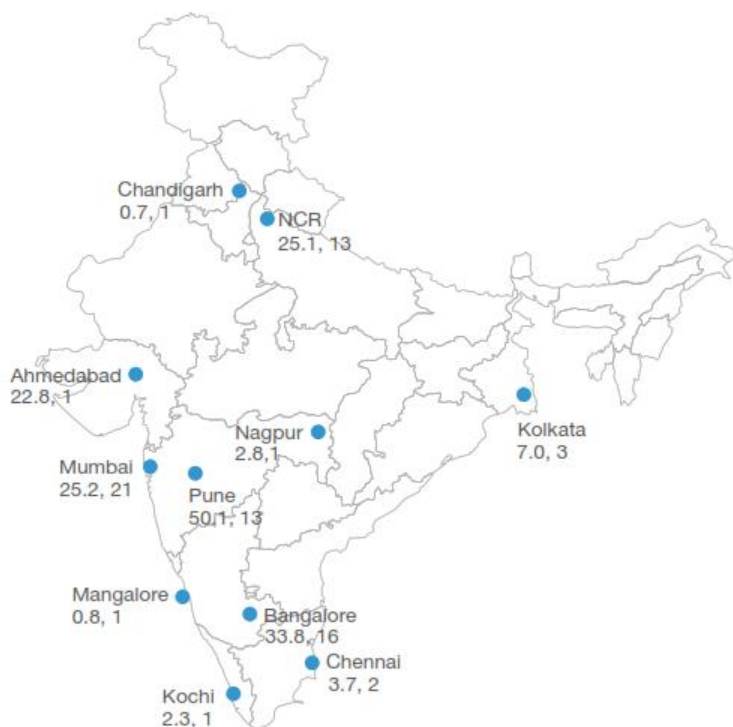 Chandigarh
0.7, 1
NCR
25.1, 13
Ahmedabad
22.8, 1
Nagpur
2.8,1
Kolkata
7.0, 3
Mumbai
25.2, 21
Pune
50.1, 13
Mangalore
0.8, 1
Bangalore
33.8, 16
Chennai
3.7, 2
Kochi
2.3, 1